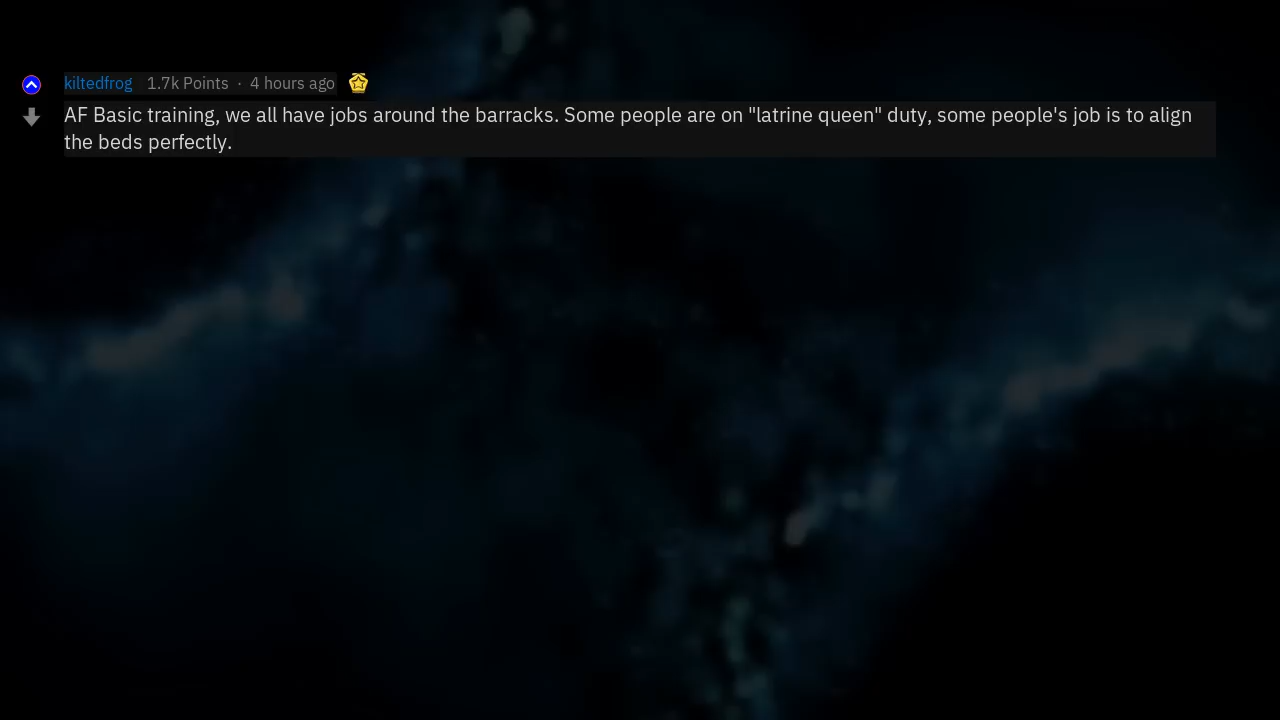 kiltedfrog 1.7k Points · 4 hours ago
AF Basic training, we all have jobs around the barracks. Some people are on "latrine queen" duty, some people's job is to align
the beds perfectly.